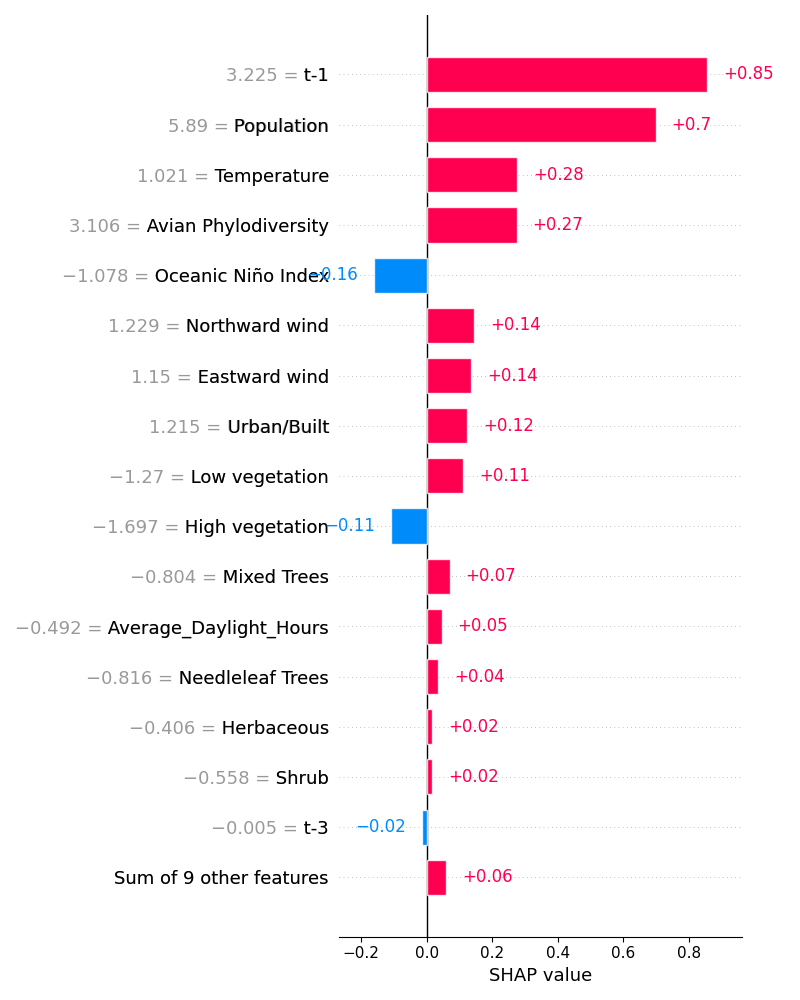 3.225 = t-1 +0.85
5.89 = Population +0.7
1.021 = Temperature +0.28
3.106 = Avian Phylodiversity +0.27
−1.078 = Oceanic Niño Index −0.16
1.229 = Northward wind +0.14
1.15 = Eastward wind +0.14
1.215 = Urban/Built +0.12
−1.27 = Low vegetation +0.11
−1.697 = High vegetation −0.11
−0.804 = Mixed Trees +0.07
−0.492 = Average_Daylight_Hours +0.05
−0.816 = Needleleaf Trees +0.04
−0.406 = Herbaceous +0.02
−0.558 = Shrub +0.02
−0.005 = t-3 −0.02
Sum of 9 other features +0.06
−0.2 0.0 0.2 0.4 0.6 0.8
SHAP value